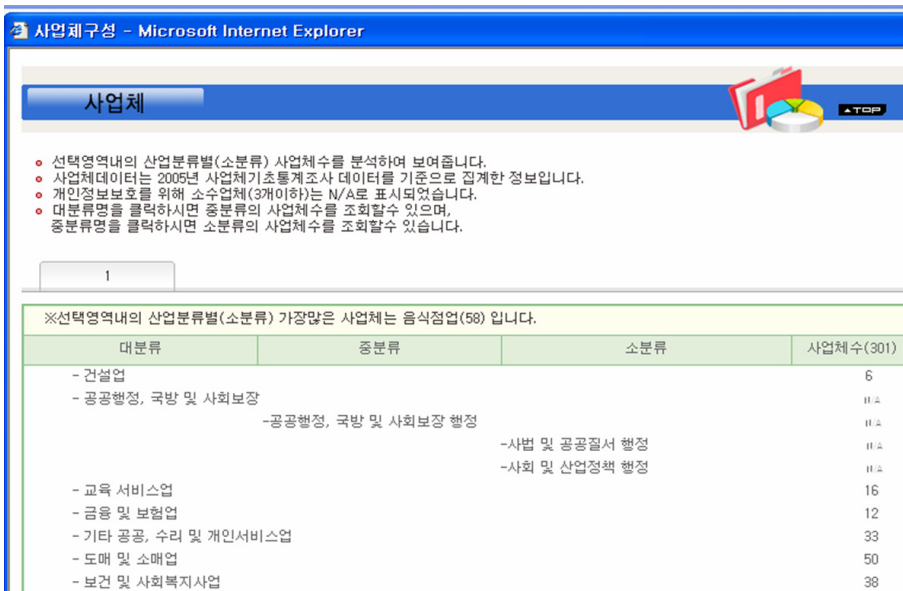 사업체구성 - Microsoft Internet Explorer
사업체
▲TOP
선택영역내의 산업분류별(소분류) 사업체수를 분석하여 보여줍니다.
사업체데이터는 2005년 사업체기초통계조사 데이터를 기준으로 집계한 정보입니다.
개인정보보호를 위해 소수업체(3개이하)는 N/A로 표시되었습니다.
대분류명을 클릭하시면 중분류의 사업체수를 조회할수 있으며,
중분류명을 클릭하시면 소분류의 사업체수를 조회할수 있습니다.
1
※선택영역내의 산업분류별(소분류) 가장많은 사업체는 음식점업(58) 입니다.
대분류 중분류 소분류 사업체수(301)
- 건설업 6
- 공공행정, 국방 및 사회보장 n/a
-공공행정, 국방 및 사회보장 행정 n/a
-사법 및 공공질서 행정 n/a
-사회 및 산업정책 행정 n/a
- 교육 서비스업 16
- 금융 및 보험업 12
- 기타 공공, 수리 및 개인서비스업 33
- 도매 및 소매업 50
- 보건 및 사회복지사업 38